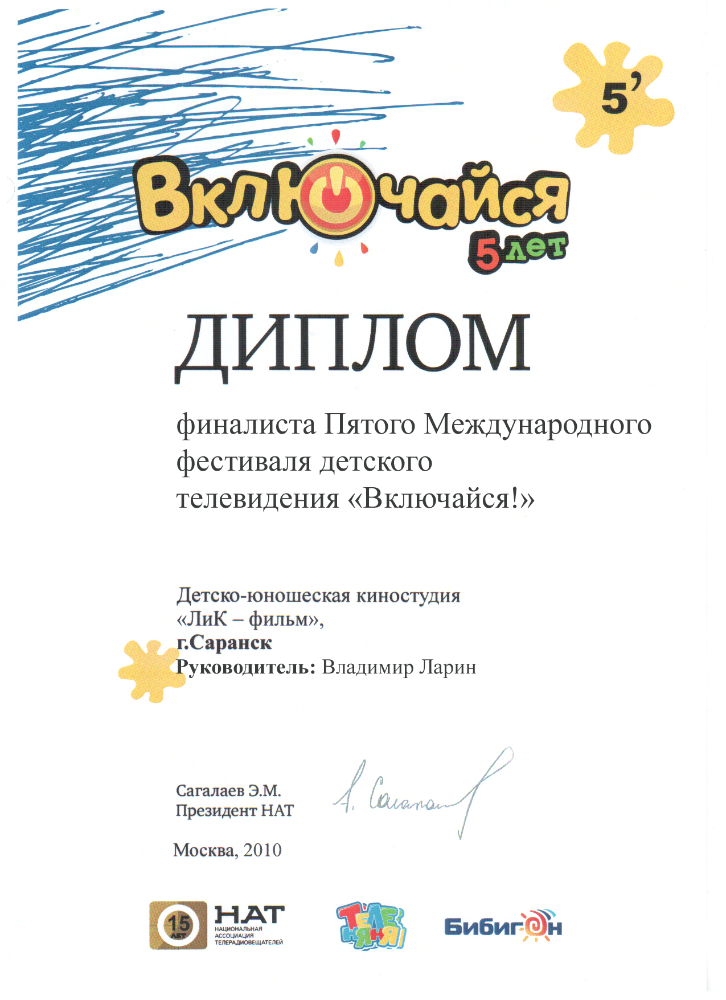 5’
Включайся
5 лет
ДИПЛОМ
финалиста Пятого Международного
фестиваля детского
телевидения «Включайся!»
Детско-юношеская киностудия
«ЛиК – фильм»,
г.Саранск
Руководитель: Владимир Ларин
Сагалаев Э.М.
Президент НАТ
Москва, 2010
15
ЛЕТ
НАТ
НАЦИОНАЛЬНАЯ
АССОЦИАЦИЯ
ТЕЛЕРАДИОВЕЩАТЕЛЕЙ
ТЕЛЕ
НЯНЯ
Бибигон